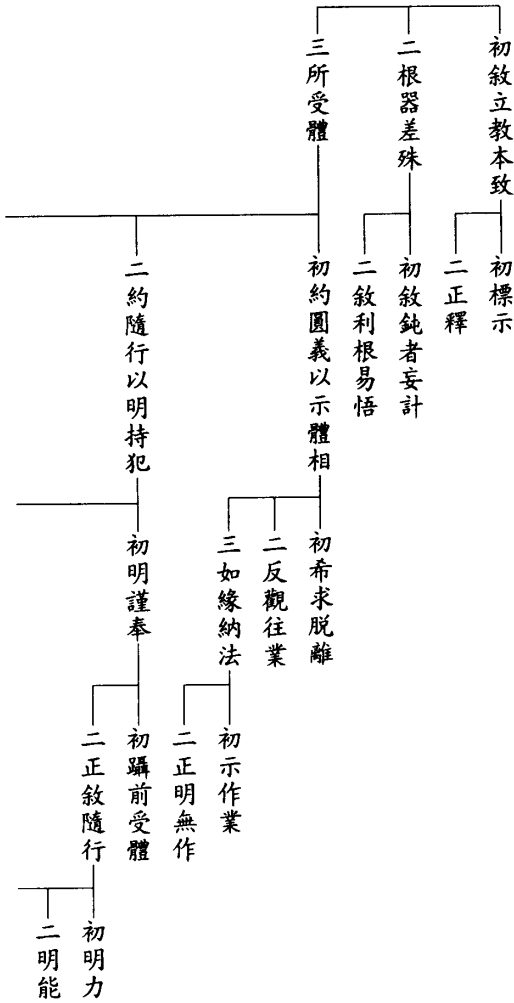 初敘立教本致
初標示
二正釋
二根器差殊
初敘鈍者妄計
二敘利根易悟
三所受體
初約圓義以示體相
初希求脫離
二反觀往業
三如緣納法
初示作業
二正明無作
二約隨行以明持犯
初明謹奉
初躡前受體
二正敘隨行
初明力
二明能